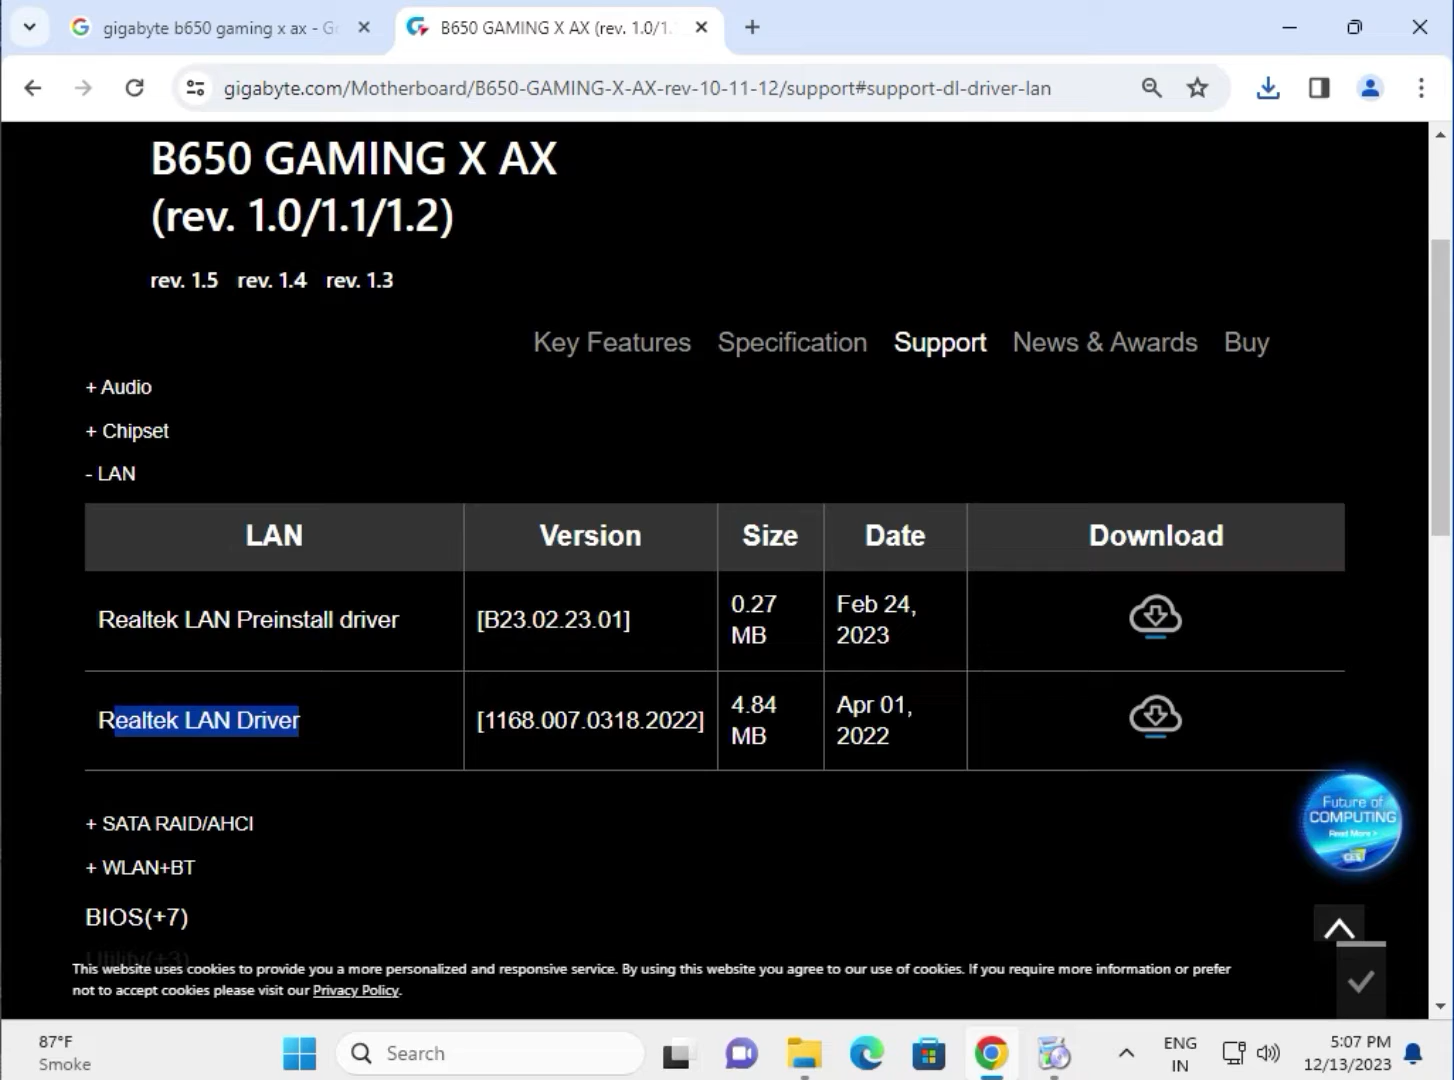 gigabyte b650 gaming x ax - G
B650 GAMING X AX (rev. 1.0/1.
gigabyte.com/Motherboard/B650-GAMING-X-AX-rev-10-11-12/support#support-dl-driver-lan
B650 GAMING X AX
(rev. 1.0/1.1/1.2)
rev. 1.5 rev. 1.4 rev. 1.3
Key Features Specification Support News & Awards Buy
+ Audio
+ Chipset
- LAN
LAN Version Size Date Download
Realtek LAN Preinstall driver [B23.02.23.01] 0.27 MB Feb 24, 2023
Realtek LAN Driver [1168.007.0318.2022] 4.84 MB Apr 01, 2022
Future of
COMPUTING
Read More >
+ SATA RAID/AHCI
+ WLAN+BT
BIOS(+7)
Utility(+3)
This website uses cookies to provide you a more personalized and responsive service. By using this website you agree to our use of cookies. If you require more information or prefer
not to accept cookies please visit our Privacy Policy.
87°F
Smoke
Search
ENG
IN
5:07 PM
12/13/2023